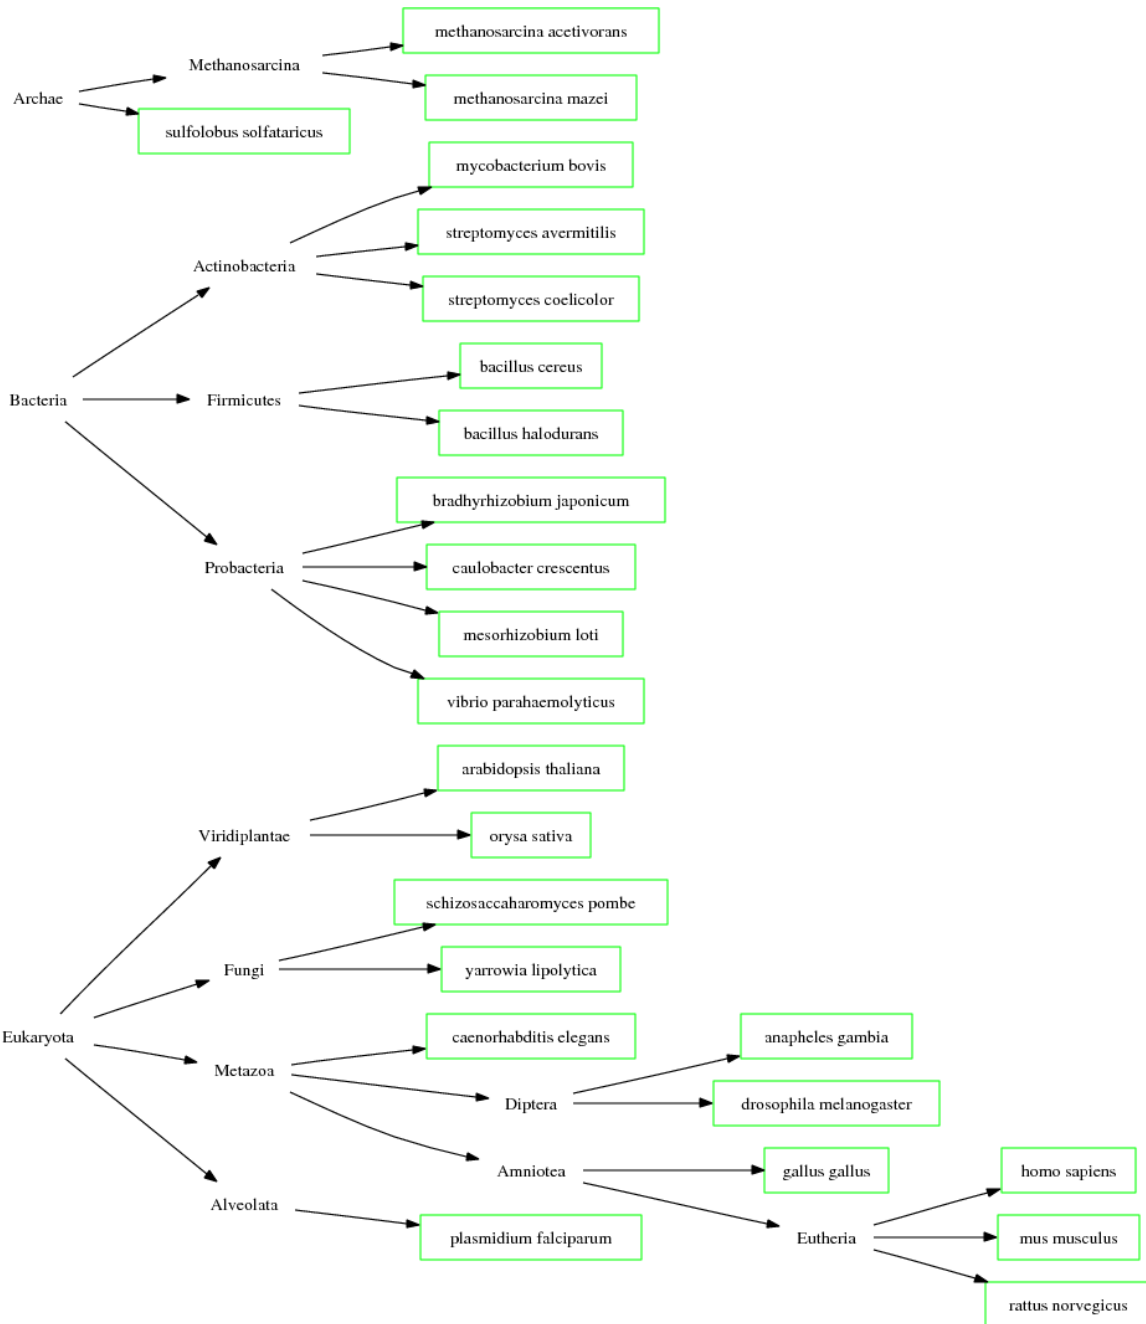 methanosarcina acetivorans
Methanosarcina
Archae
methanosarcina mazei
sulfolobus solfataricus
mycobacterium bovis
streptomyces avermitilis
Actinobacteria
streptomyces coelicolor
bacillus cereus
Bacteria
Firmicutes
bacillus halodurans
bradhyrhizobium japonicum
Probacteria
caulobacter crescentus
mesorhizobium loti
vibrio parahaemolyticus
arabidopsis thaliana
Viridiplantae
orysa sativa
schizosaccaharomyces pombe
Fungi
yarrowia lipolytica
Eukaryota
caenorhabditis elegans
anapheles gambia
Metazoa
Diptera
drosophila melanogaster
Amniotea
gallus gallus
homo sapiens
Alveolata
plasmidium falciparum
Eutheria
mus musculus
rattus norvegicus